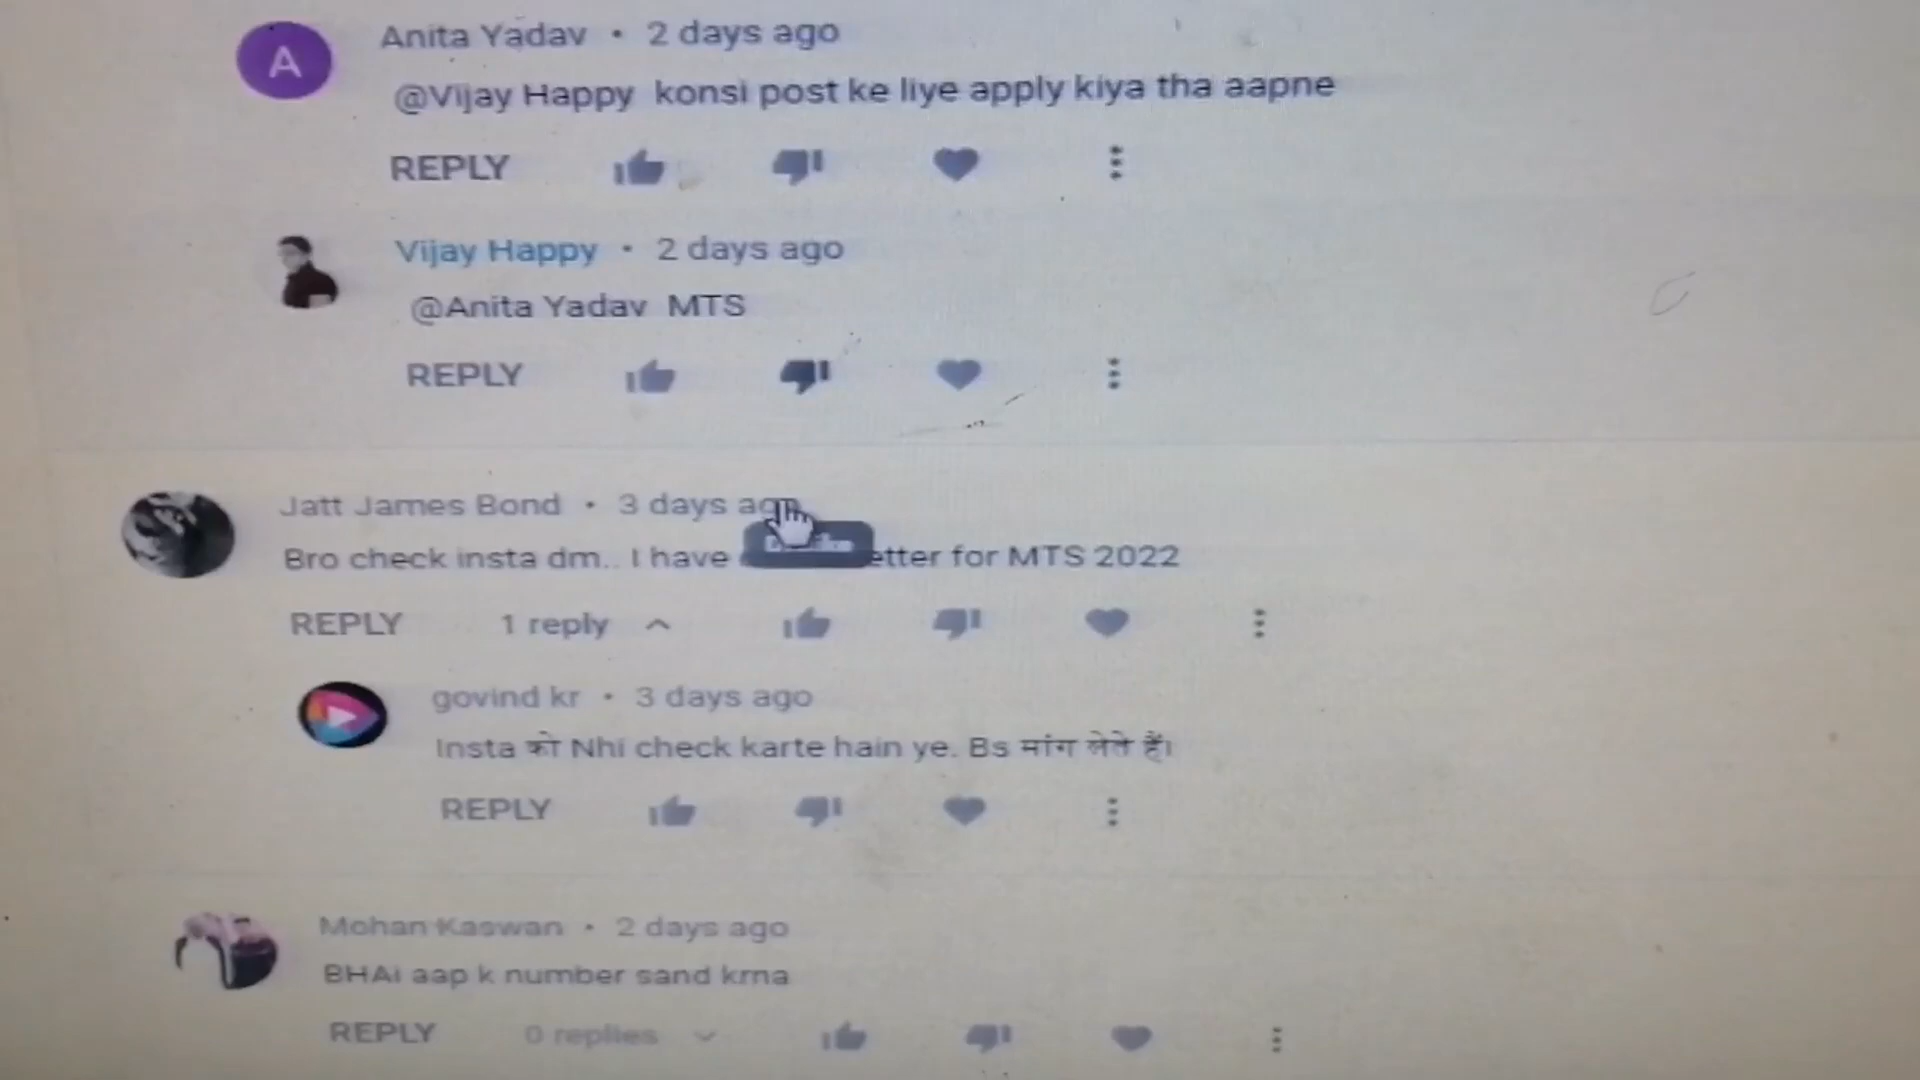 A
Anita Yadav • 2 days ago
@Vijay Happy konsi post ke liye apply kiya tha aapne
REPLY
Vijay Happy • 2 days ago
@Anita Yadav MTS
REPLY
Jatt James Bond • 3 days ago
Bro check insta dm.. I have etter for MTS 2022
REPLY 1 reply
govind kr • 3 days ago
Insta को Nhi check karte hain ye. Bs मांग लेते हैं।
REPLY
Mohan Kaswan • 2 days ago
BHAi aap k number sand krna
REPLY 0 replies